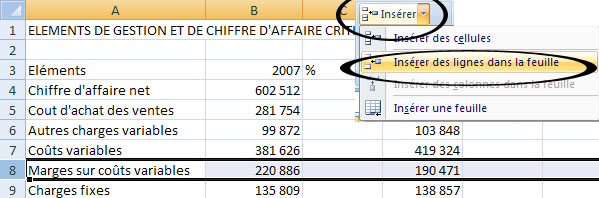 A B C Insérer
1 ELEMENTS DE GESTION ET DE CHIFFRE D'AFFAIRE CRIT
Insérer des cellules
2
Insérer des lignes dans la feuille
3 Eléments 2007 %
Insérer des colonnes dans la feuille
4 Chiffre d'affaire net 602 512
Insérer une feuille
5 Cout d'achat des ventes 281 754
6 Autres charges variables 99 872 103 848
7 Coûts variables 381 626 419 324
8 Marges sur coûts variables 220 886 190 471
9 Charges fixes 135 809 138 857